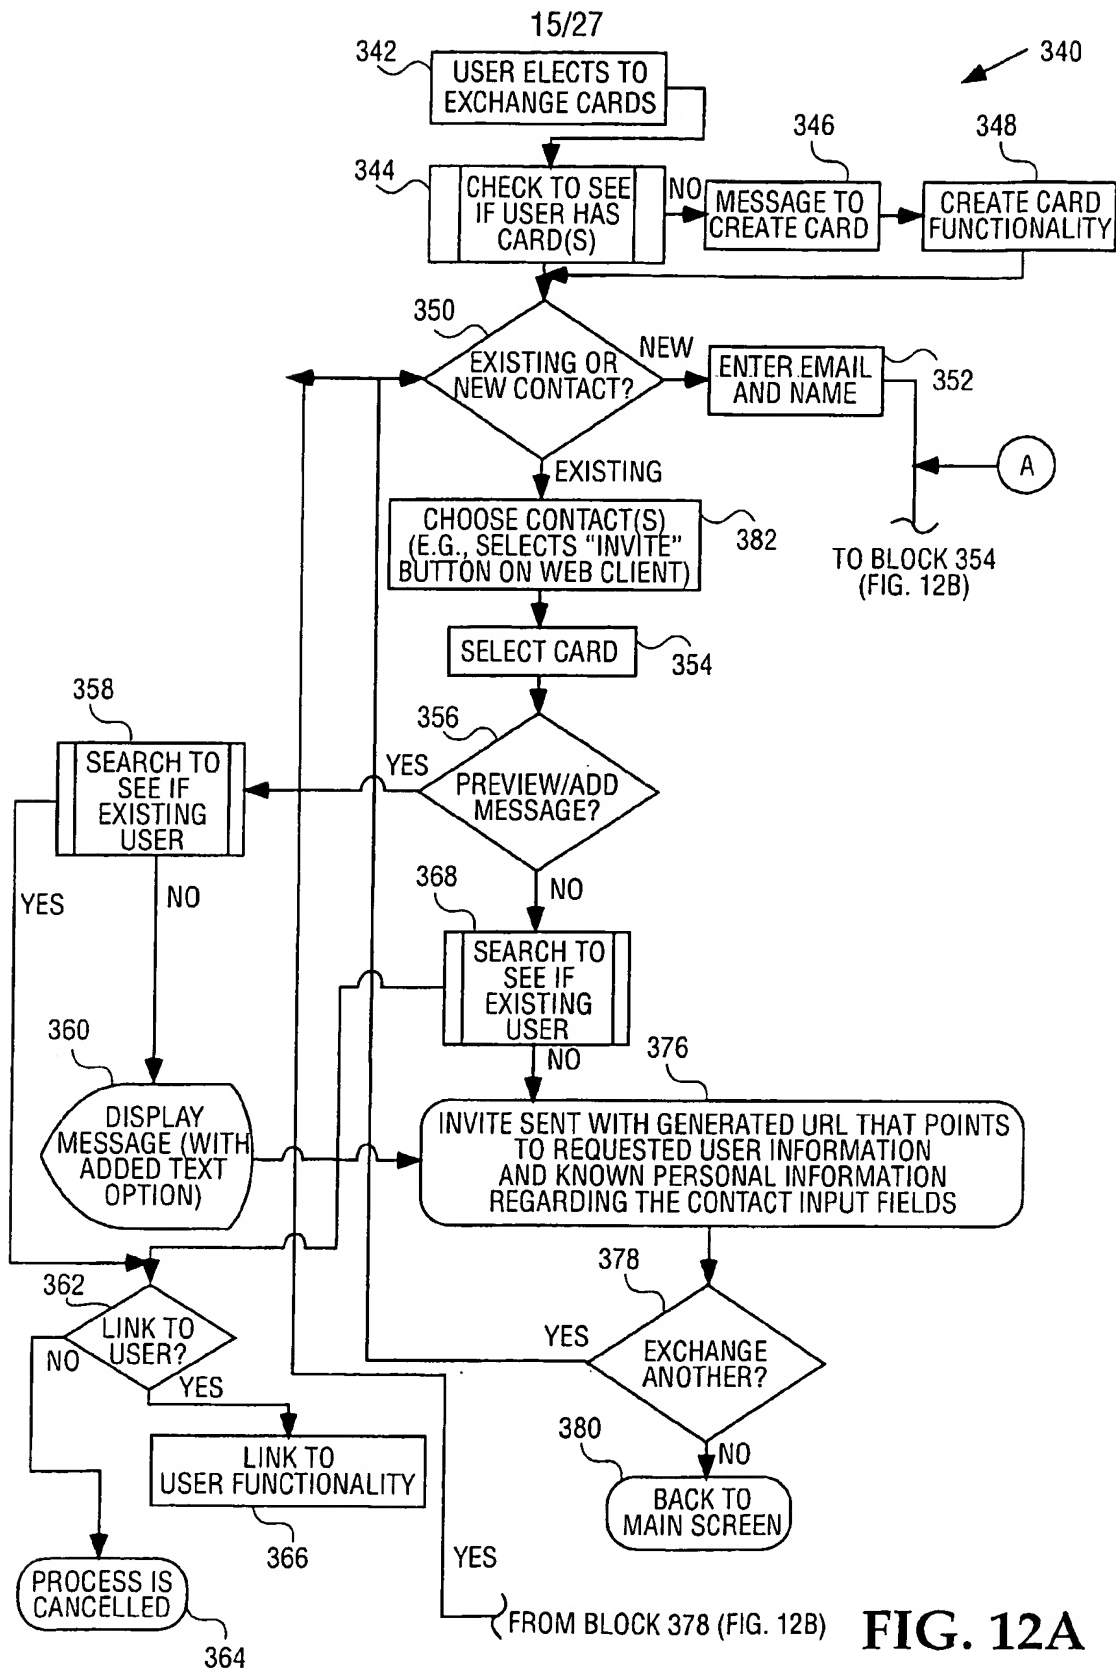 15/27
342
USER ELECTS TO
EXCHANGE CARDS
340
344
CHECK TO SEE
IF USER HAS
CARD(S)
NO
346
MESSAGE TO
CREATE CARD
348
CREATE CARD
FUNCTIONALITY
350
EXISTING OR
NEW CONTACT?
NEW
ENTER EMAIL
AND NAME
352
A
TO BLOCK 354
(FIG. 12B)
EXISTING
CHOOSE CONTACT(S)
(E.G., SELECTS “INVITE”
BUTTON ON WEB CLIENT)
382
SELECT CARD
354
356
PREVIEW/ADD
MESSAGE?
YES
358
SEARCH TO
SEE IF
EXISTING
USER
YES
NO
NO
368
SEARCH TO
SEE IF
EXISTING
USER
NO
360
DISPLAY
MESSAGE (WITH
ADDED TEXT
OPTION)
376
INVITE SENT WITH GENERATED URL THAT POINTS
TO REQUESTED USER INFORMATION
AND KNOWN PERSONAL INFORMATION
REGARDING THE CONTACT INPUT FIELDS
362
LINK TO
USER?
NO
YES
LINK TO
USER FUNCTIONALITY
366
PROCESS IS
CANCELLED
364
378
EXCHANGE
ANOTHER?
YES
NO
380
BACK TO
MAIN SCREEN
YES
FROM BLOCK 378 (FIG. 12B)
FIG. 12A